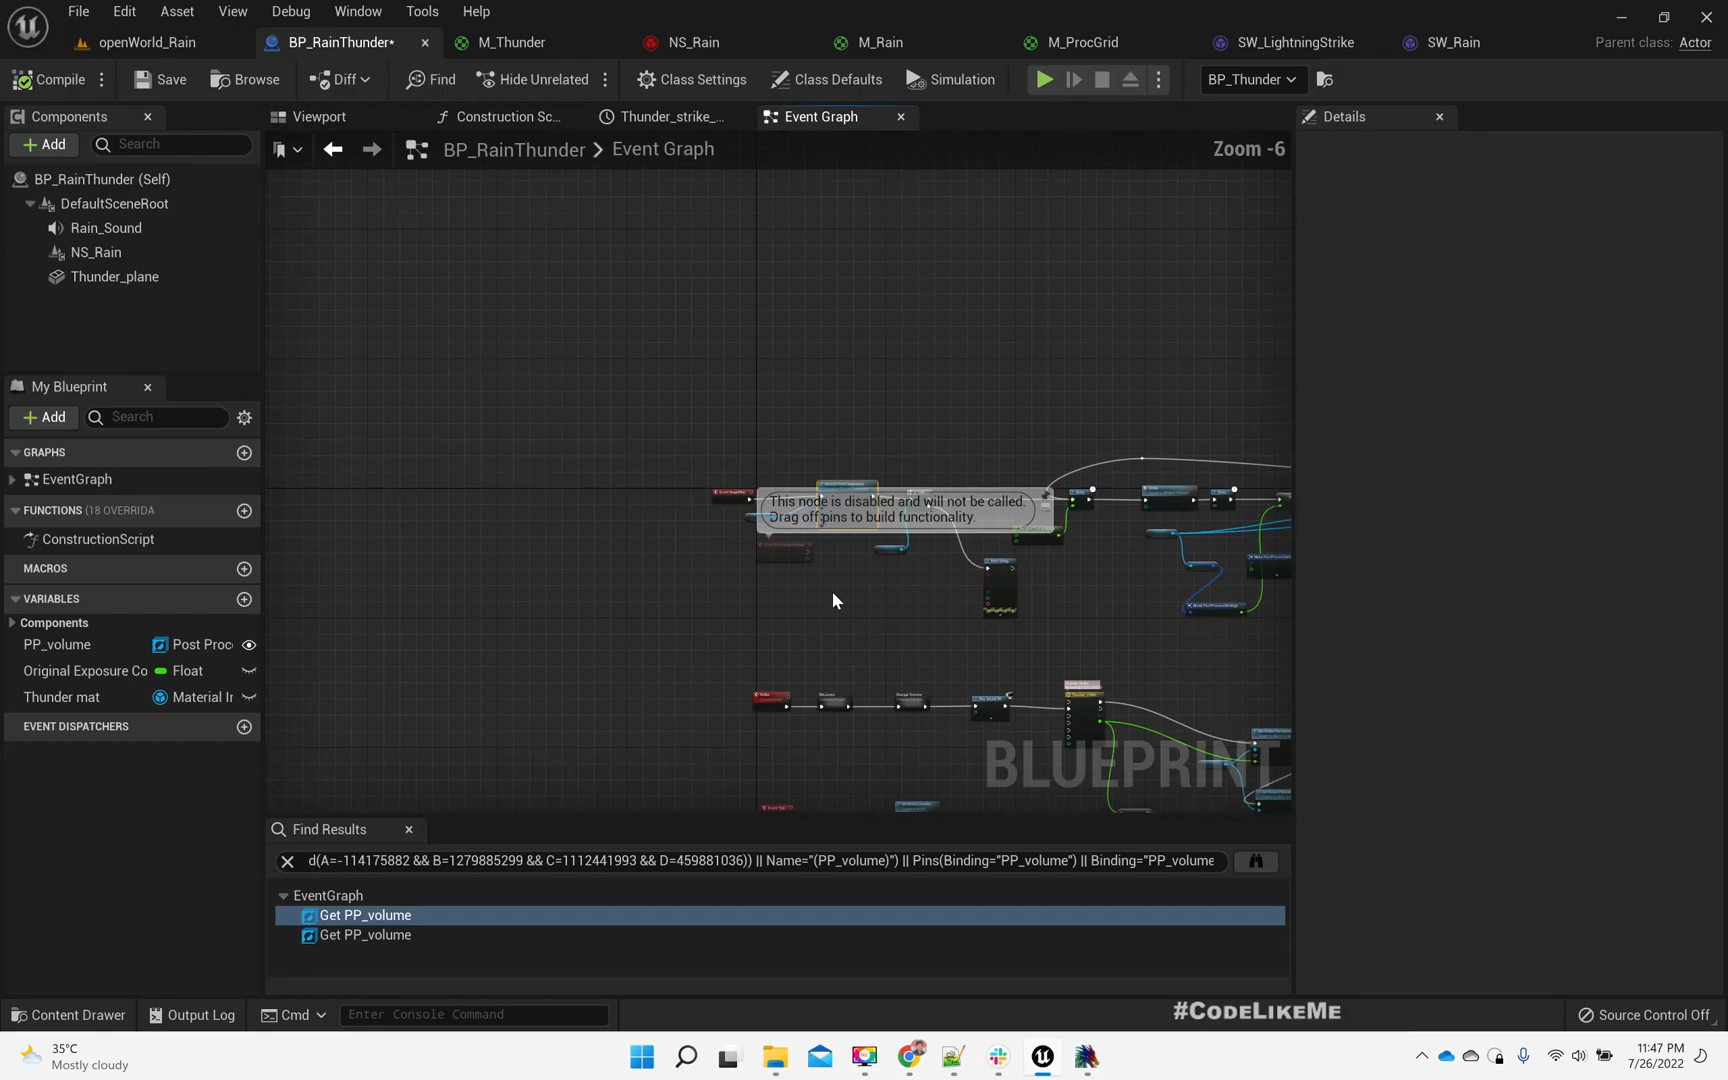 File Edit Asset View Debug Window Tools Help
openWorld_Rain BP_RainThunder* M_Thunder NS_Rain M_Rain M_ProcGrid SW_LightningStrike SW_Rain Parent class: Actor
Compile Save Browse Diff Find Hide Unrelated Class Settings Class Defaults Simulation BP_Thunder
Components Viewport Construction Sc... Thunder_strike_... Event Graph Details
Add Search
BP_RainThunder > Event Graph Zoom -6
BP_RainThunder (Self)
DefaultSceneRoot
Rain_Sound
NS_Rain
Thunder_plane
My Blueprint
Add Search
GRAPHS
EventGraph
FUNCTIONS (18 OVERRIDA
ConstructionScript
MACROS
VARIABLES
Components
PP_volume Post Proc
Original Exposure Co Float
Thunder mat Material Ir
EVENT DISPATCHERS
This node is disabled and will not be called.
Drag off pins to build functionality.
BLUEPRINT
Find Results
d(A=-114175882 && B=1279885299 && C=1112441993 && D=459881036)) || Name="(PP_volume)") || Pins(Binding="PP_volume") || Binding="PP_volume
EventGraph
Get PP_volume
Get PP_volume
Content Drawer Output Log Cmd Enter Console Command #CODELIKEME Source Control Off
35°C
Mostly cloudy
11:47 PM
7/26/2022